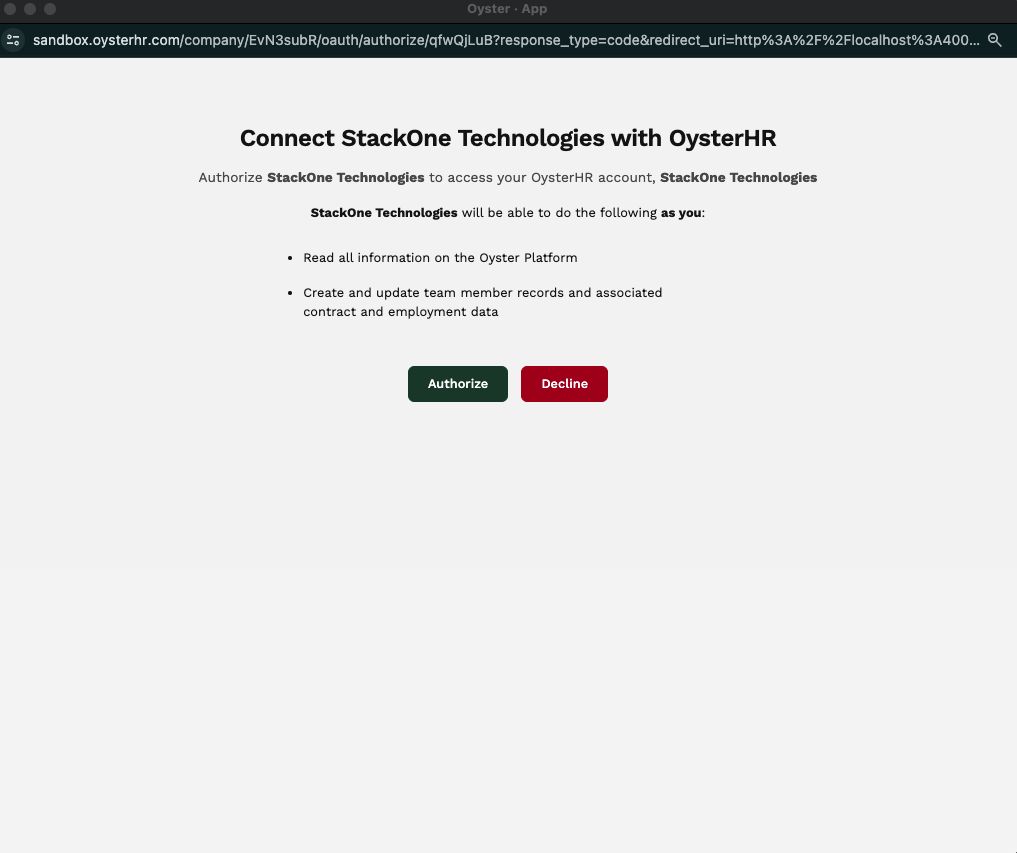 Oyster · App
sandbox.oysterhr.com/company/EvN3subR/oauth/authorize/qfwQjLuB?response_type=code&redirect_uri=http%3A%2F%2Flocalhost%3A400...
Connect StackOne Technologies with OysterHR
Authorize StackOne Technologies to access your OysterHR account, StackOne Technologies
StackOne Technologies will be able to do the following as you:
• Read all information on the Oyster Platform
• Create and update team member records and associated
contract and employment data
Authorize Decline